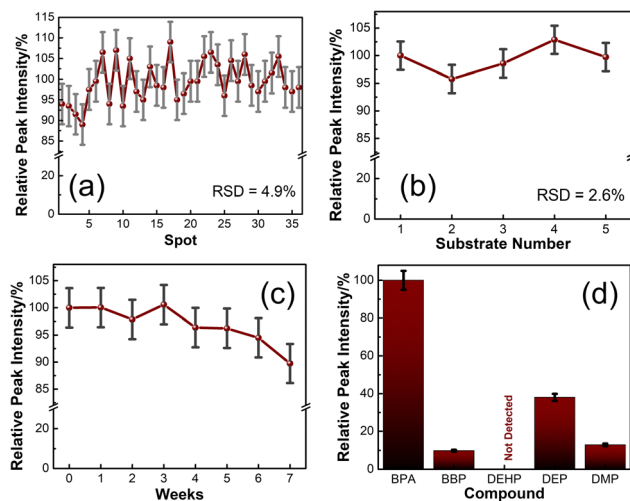 Relative Peak Intensity/%
115
110
105
100
95
90
85
20
0
(a)
RSD = 4.9%
5
10
15
20
25
30
35
Spot
Relative Peak Intensity/%
105
100
95
90
20
0
(b)
RSD = 2.6%
1
2
3
4
5
Substrate Number
Relative Peak Intensity/%
105
100
95
90
85
20
0
(c)
0
1
2
3
4
5
6
7
Weeks
Relative Peak Intensity/%
100
80
60
40
20
0
(d)
Not Detected
BPA
BBP
DEHP
DEP
DMP
Compound